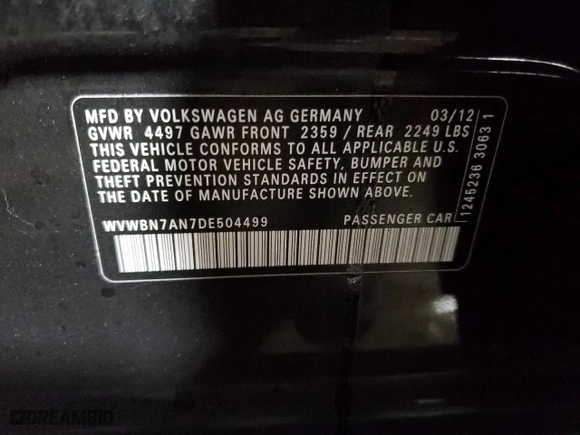 MFD BY VOLKSWAGEN AG GERMANY 03/12
GVWR 4497 GAWR FRONT 2359 / REAR 2249 LBS
THIS VEHICLE CONFORMS TO ALL APPLICABLE U.S.
FEDERAL MOTOR VEHICLE SAFETY, BUMPER AND
THEFT PREVENTION STANDARDS IN EFFECT ON
THE DATE OF MANUFACTURE SHOWN ABOVE.
WVWBN7AN7DE504499 PASSENGER CAR
1245236 3063 1
DREAMBID